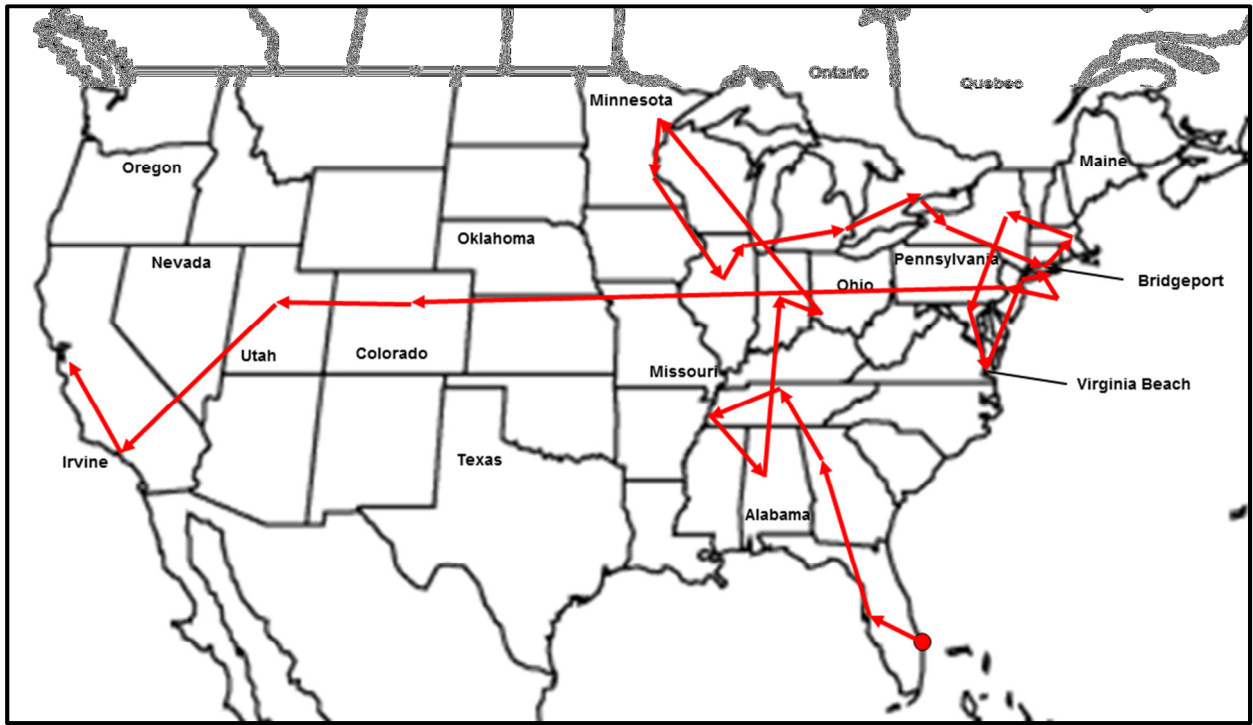 Ontario
Quebec
Minnesota
Maine
Oregon
Oklahoma
Nevada
Pennsylvania
Ohio
Bridgeport
Utah
Colorado
Missouri
Virginia Beach
Irvine
Texas
Alabama